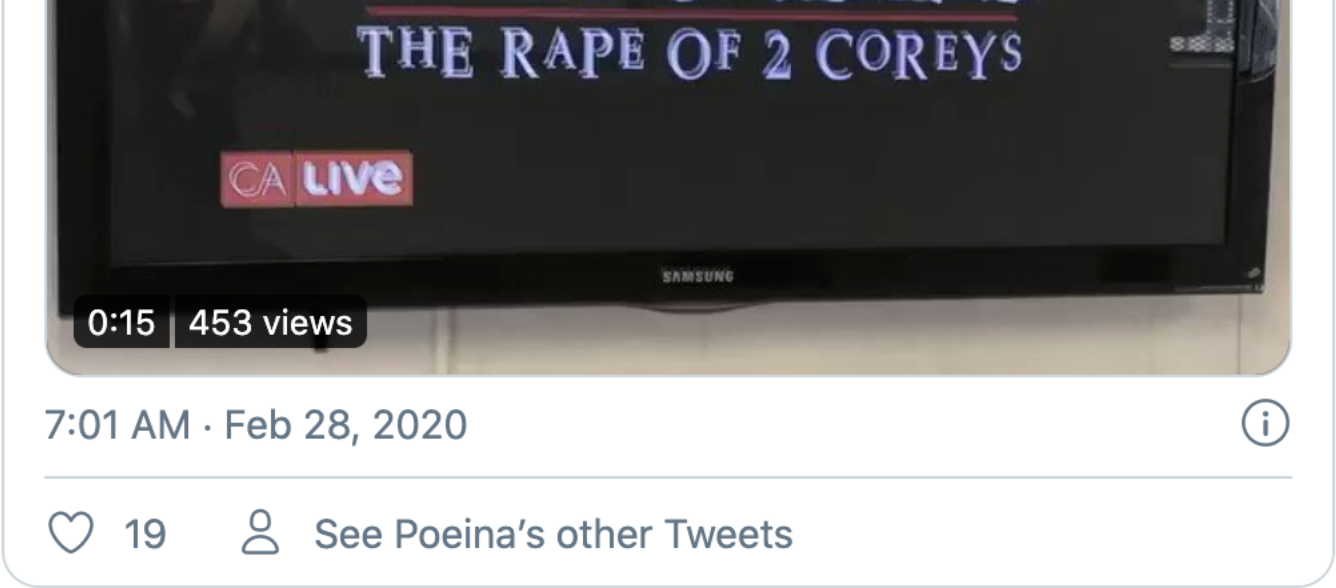 THE RAPE OF 2 COREYS
CA LIVE
SAMSUNG
0:15 453 views
7:01 AM · Feb 28, 2020
19 See Poeina’s other Tweets